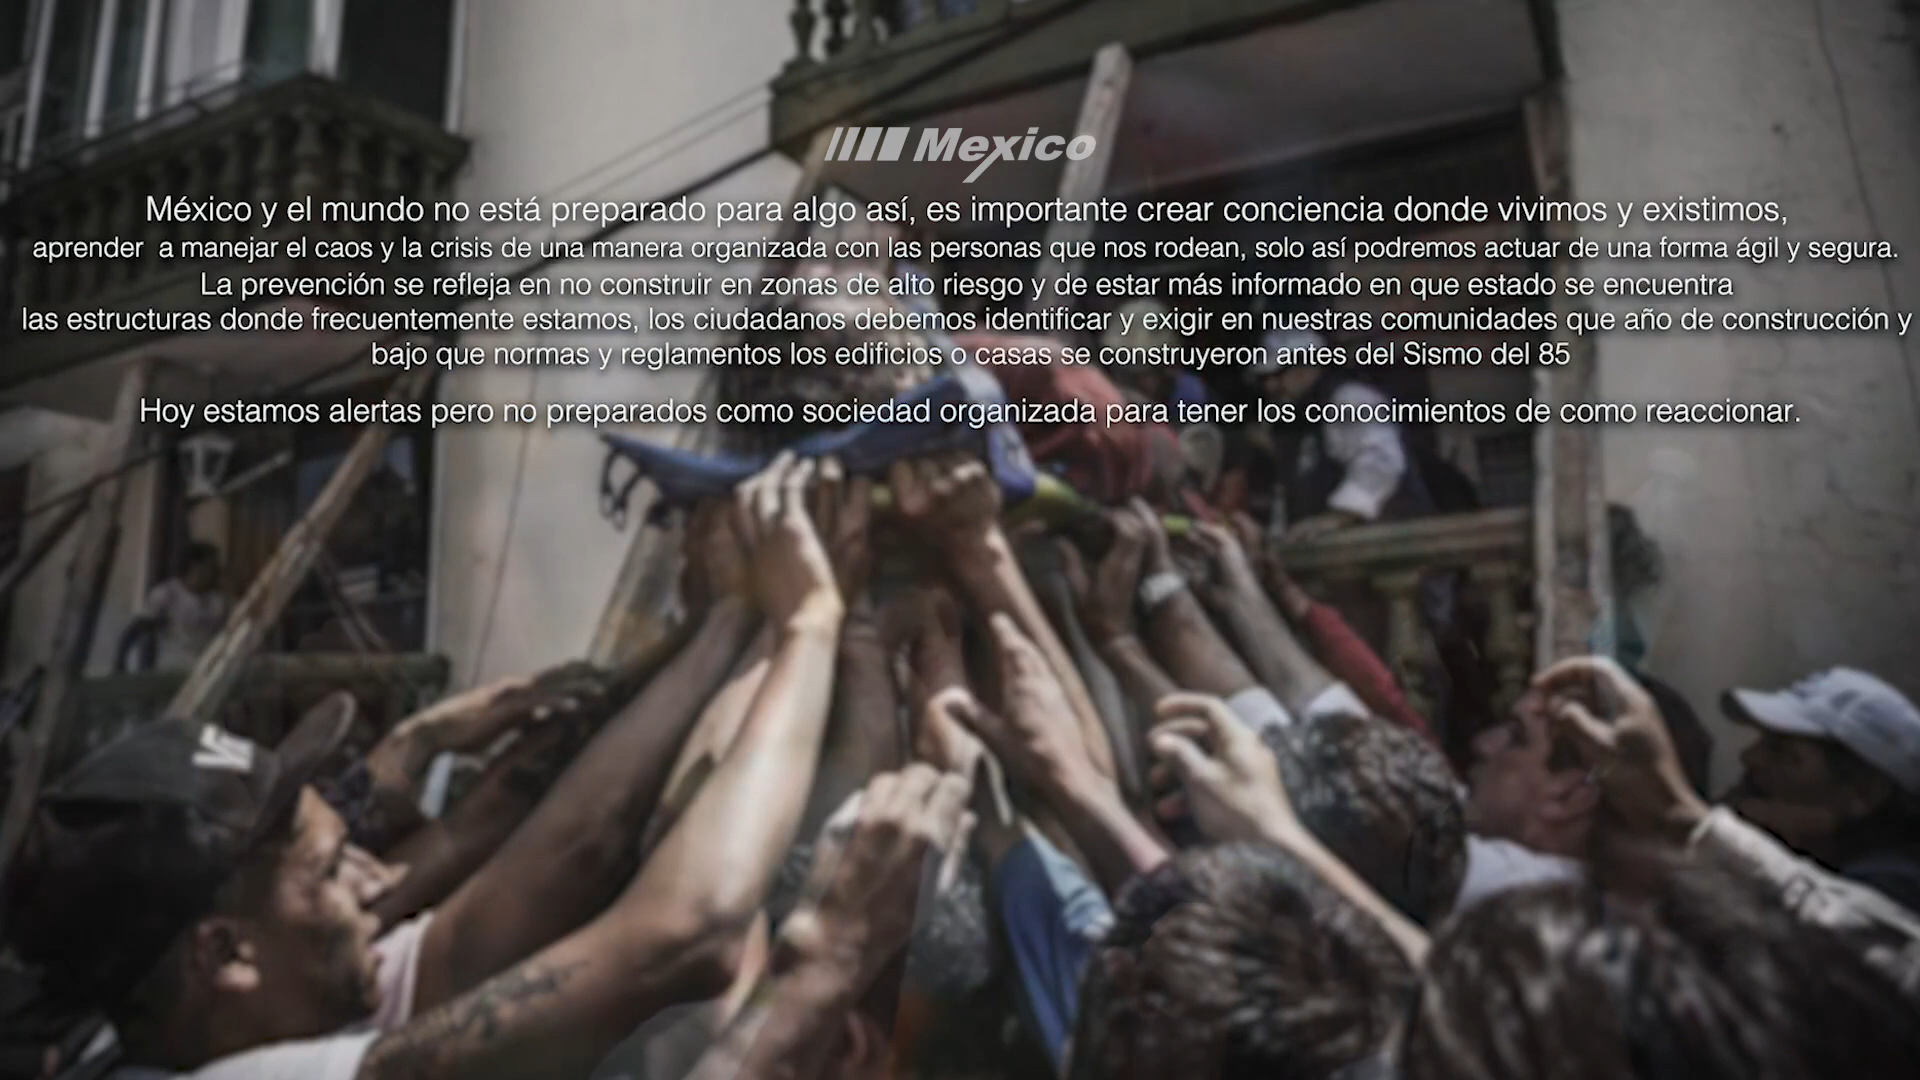 Mexico
México y el mundo no está preparado para algo así, es importante crear conciencia donde vivimos y existimos,
aprender a manejar el caos y la crisis de una manera organizada con las personas que nos rodean, solo así podremos actuar de una forma ágil y segura.
La prevención se refleja en no construir en zonas de alto riesgo y de estar más informado en que estado se encuentra
las estructuras donde frecuentemente estamos, los ciudadanos debemos identificar y exigir en nuestras comunidades que año de construcción y
bajo que normas y reglamentos los edificios o casas se construyeron antes del Sismo del 85
Hoy estamos alertas pero no preparados como sociedad organizada para tener los conocimientos de como reaccionar.